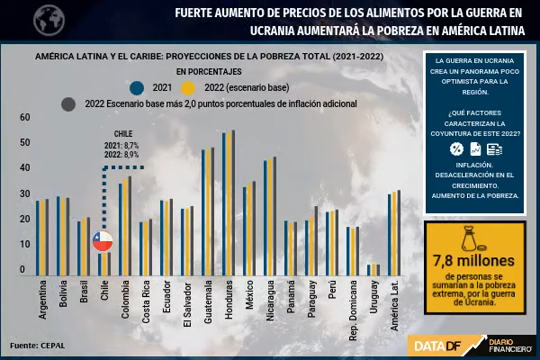 FUERTE AUMENTO DE PRECIOS DE LOS ALIMENTOS POR LA GUERRA EN
UCRANIA AUMENTARÁ LA POBREZA EN AMÉRICA LATINA
AMÉRICA LATINA Y EL CARIBE: PROYECCIONES DE LA POBREZA TOTAL (2021-2022)
EN PORCENTAJES
2021
2022 (escenario base)
2022 Escenario base más 2,0 puntos porcentuales de inflación adicional
60
50
40
30
20
10
0
CHILE
2021: 8,7%
2022: 8,9%
Argentina
Bolivia
Brasil
Chile
Colombia
Costa Rica
Ecuador
El Salvador
Guatemala
Honduras
México
Nicaragua
Panamá
Paraguay
Perú
Rep. Dominicana
Uruguay
América Lat.
LA GUERRA EN UCRANIA
CREA UN PANORAMA POCO
OPTIMISTA PARA LA
REGIÓN.
¿QUÉ FACTORES
CARACTERIZAN LA
COYUNTURA DE ESTE 2022?
INFLACIÓN.
DESACELERACIÓN EN EL
CRECIMIENTO.
AUMENTO DE LA POBREZA.
7,8 millones
de personas se
sumarían a la pobreza
extrema, por la guerra
de Ucrania.
Fuente: CEPAL
DATA DF
DIARIO
FINANCIERO